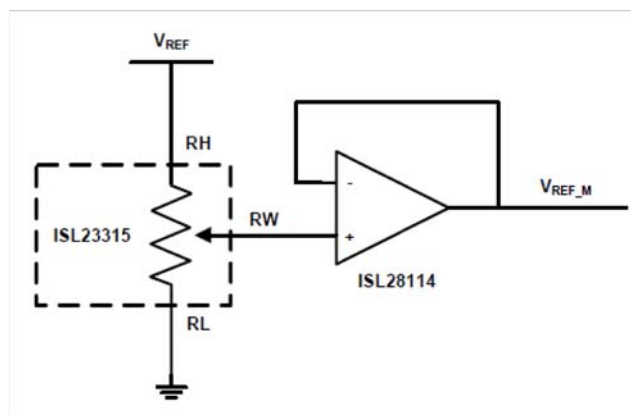 VREF
RH
ISL23315
RW
RL
-
+
ISL28114
VREF_M